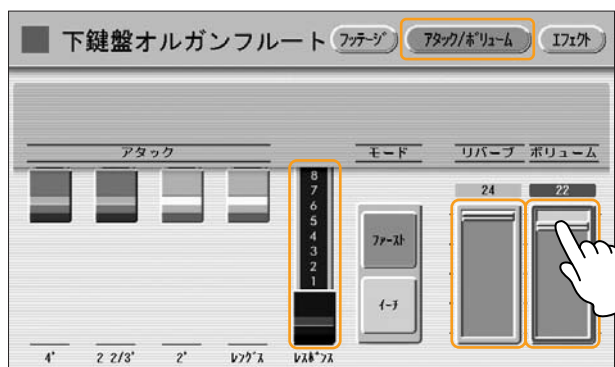 下鍵盤オルガンフルート フッテージ アタック/ボリューム エフェクト
アタック モード リバーブ ボリューム
24 22
8
7
6
5
4
3
2
1
ファースト
イーチ
4' 2 2/3' 2' レングス レスポンス